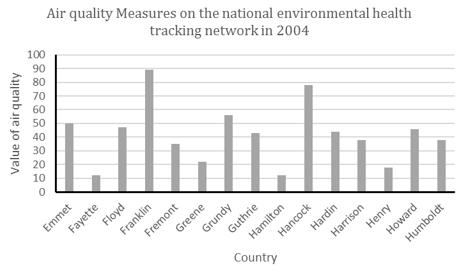 Air quality Measures on the national environmental health
tracking network in 2004
100
90
80
70
60
50
40
30
20
10
0
Value of air quality
Emmet
Fayette
Floyd
Franklin
Fremont
Greene
Grundy
Guthrie
Hamilton
Hancock
Hardin
Harrison
Henry
Howard
Humboldt
Country